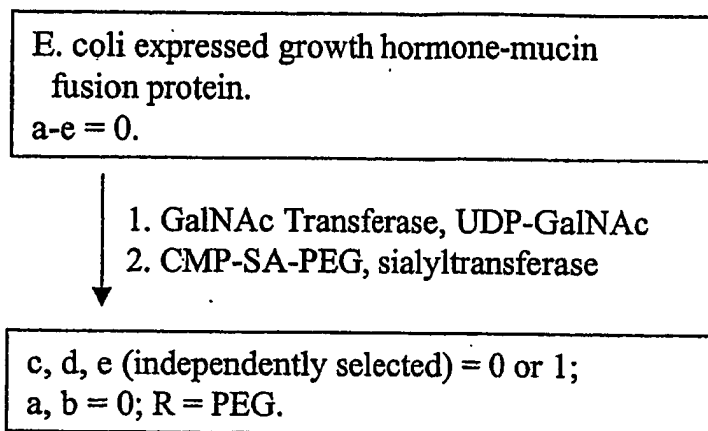 E. coli expressed growth hormone-mucin
fusion protein.
a-e = 0.
1. GalNAc Transferase, UDP-GalNAc
2. CMP-SA-PEG, sialyltransferase
c, d, e (independently selected) = 0 or 1;
a, b = 0; R = PEG.